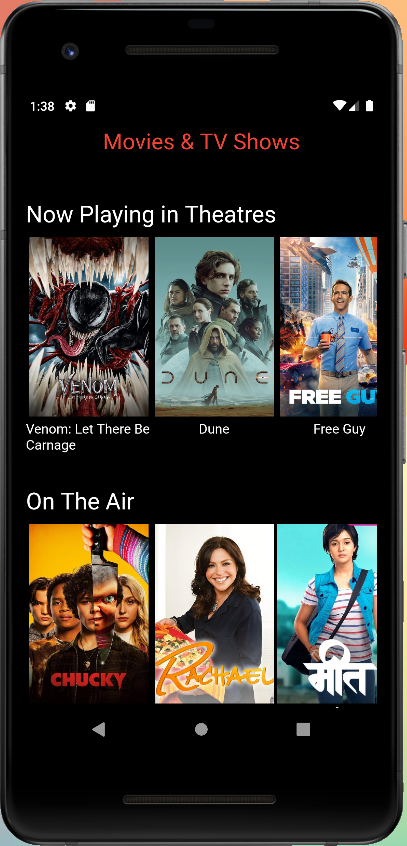 1:38
Movies & TV Shows
Now Playing in Theatres
VENOM
DUNE
FREE GU
Venom: Let There Be
Carnage
Dune
Free Guy
On The Air
CHUCKY
RACHAEL
मीत